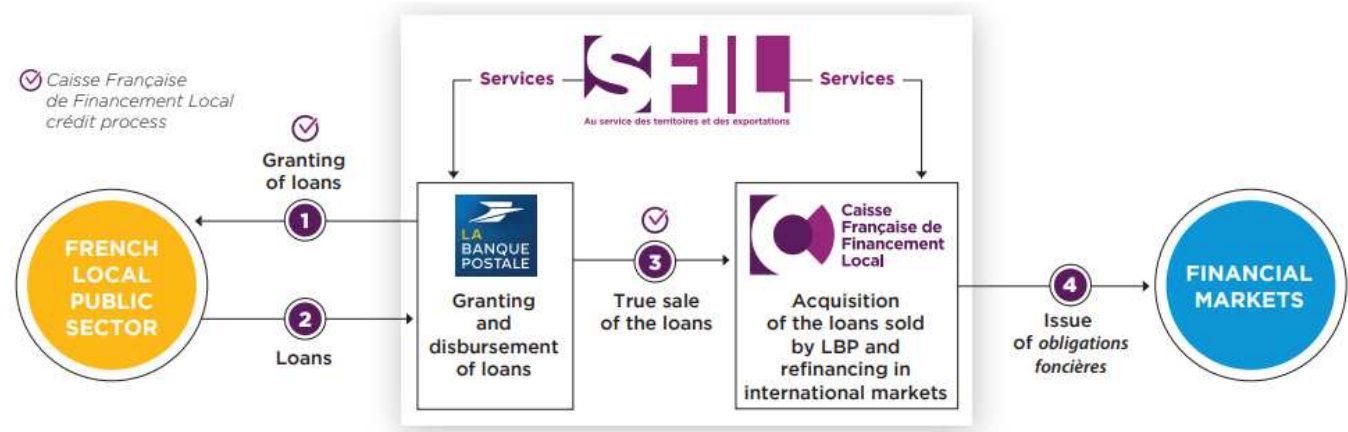 Caisse Française
de Financement Local
crédit process
Granting
of loans
1
FRENCH
LOCAL
PUBLIC
SECTOR
2
Loans
Services
SFIL
Au service des territoires et des exportations
Services
LA
BANQUE
POSTALE
Granting
and
disbursement
of loans
3
True sale
of the loans
Caisse
Française de
Financement
Local
Acquisition
of the loans sold
by LBP and
refinancing in
international markets
4
Issue
of obligations
foncières
FINANCIAL
MARKETS